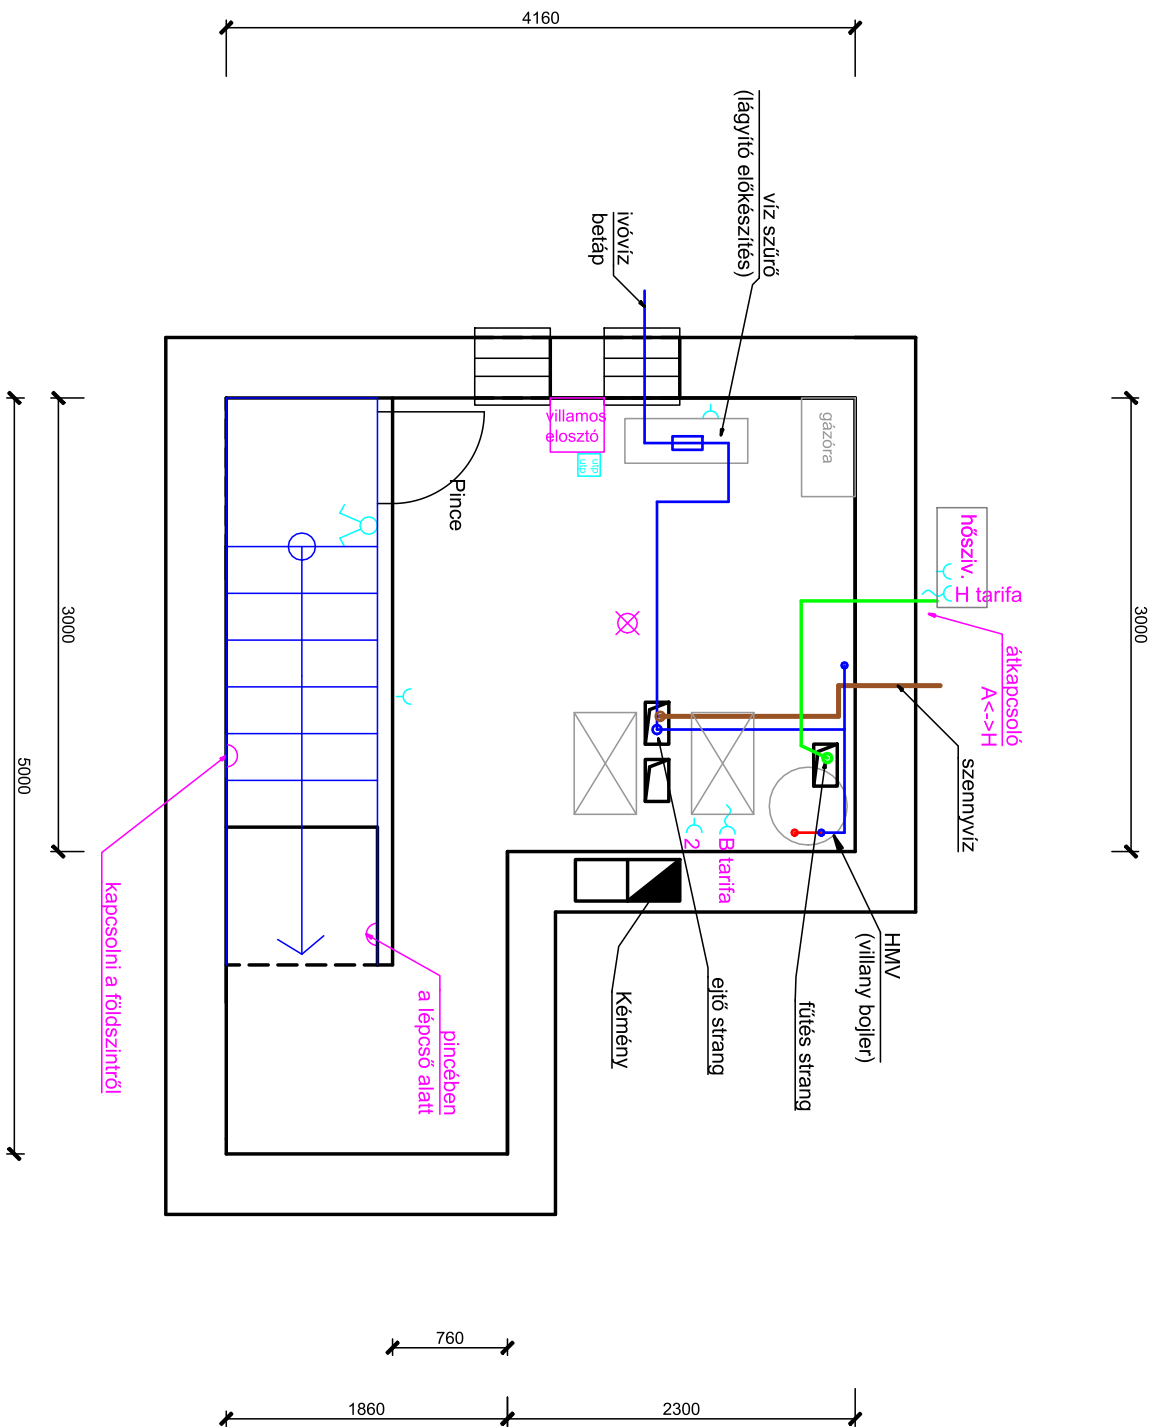 4160
víz szűrő
(lágyító előkészítés)
ivóvíz
betáp
villamos
elosztó
gázóra
Pince
hősziv.
H tarifa
átkapcsoló
A<->H
szennyvíz
B tarifa
2
HMV
(villany bojler)
fűtés strang
ejtő strang
Kémény
pincében
a lépcső alatt
kapcsolni a földszintről
3000
5000
3000
760
1860
2300